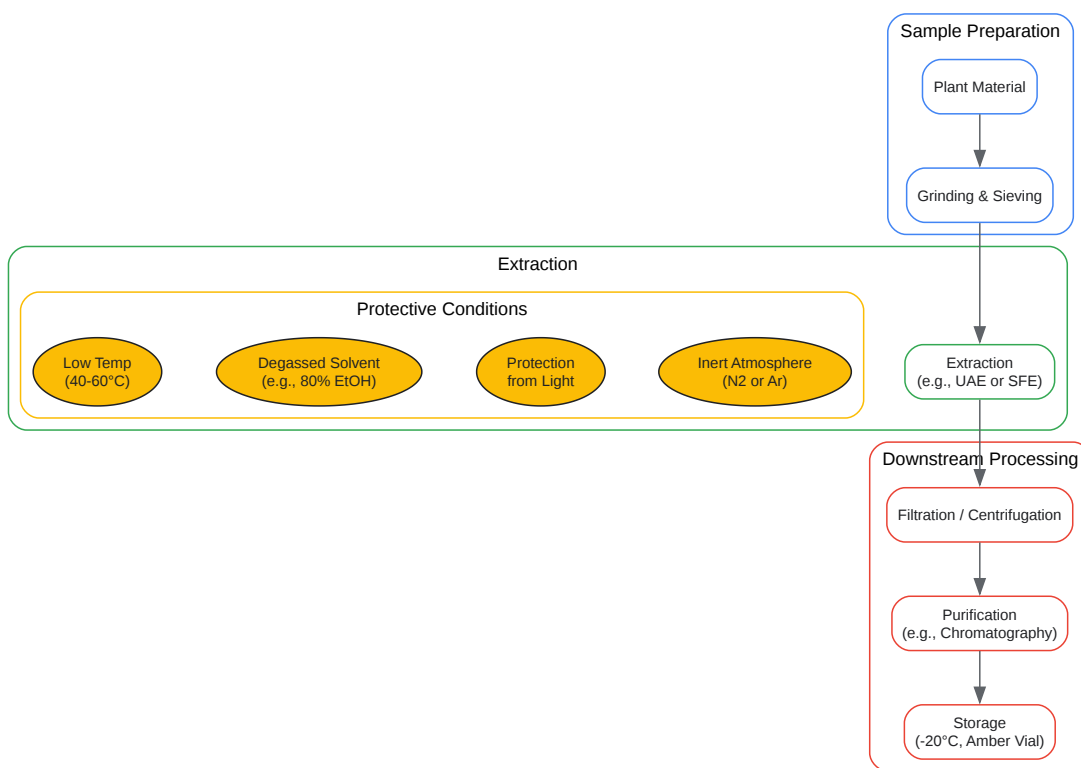 Sample Preparation
Plant Material
Grinding & Sieving
Extraction
Protective Conditions
Low Temp
(40-60°C)
Degassed Solvent
(e.g., 80% EtOH)
Protection
from Light
Inert Atmosphere
(N2 or Ar)
Extraction
(e.g., UAE or SFE)
Downstream Processing
Filtration / Centrifugation
Purification
(e.g., Chromatography)
Storage
(-20°C, Amber Vial)